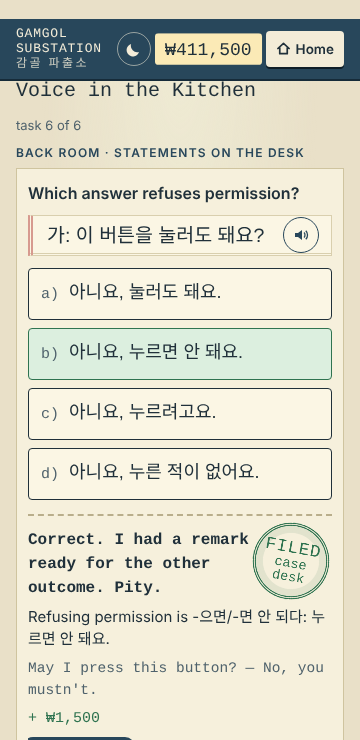 GAMGOL
SUBSTATION
감골 파출소
₩411,500
Home
Voice in the Kitchen
task 6 of 6
BACK ROOM · STATEMENTS ON THE DESK
Which answer refuses permission?
가: 이 버튼을 눌러도 돼요?
a) 아니요, 눌러도 돼요.
b) 아니요, 누르면 안 돼요.
c) 아니요, 누르려고요.
d) 아니요, 누른 적이 없어요.
Correct. I had a remark
ready for the other
outcome. Pity.
FILED
case
desk
Refusing permission is -으면/-면 안 되다: 누
르면 안 돼요.
May I press this button? — No, you
mustn't.
+ ₩1,500